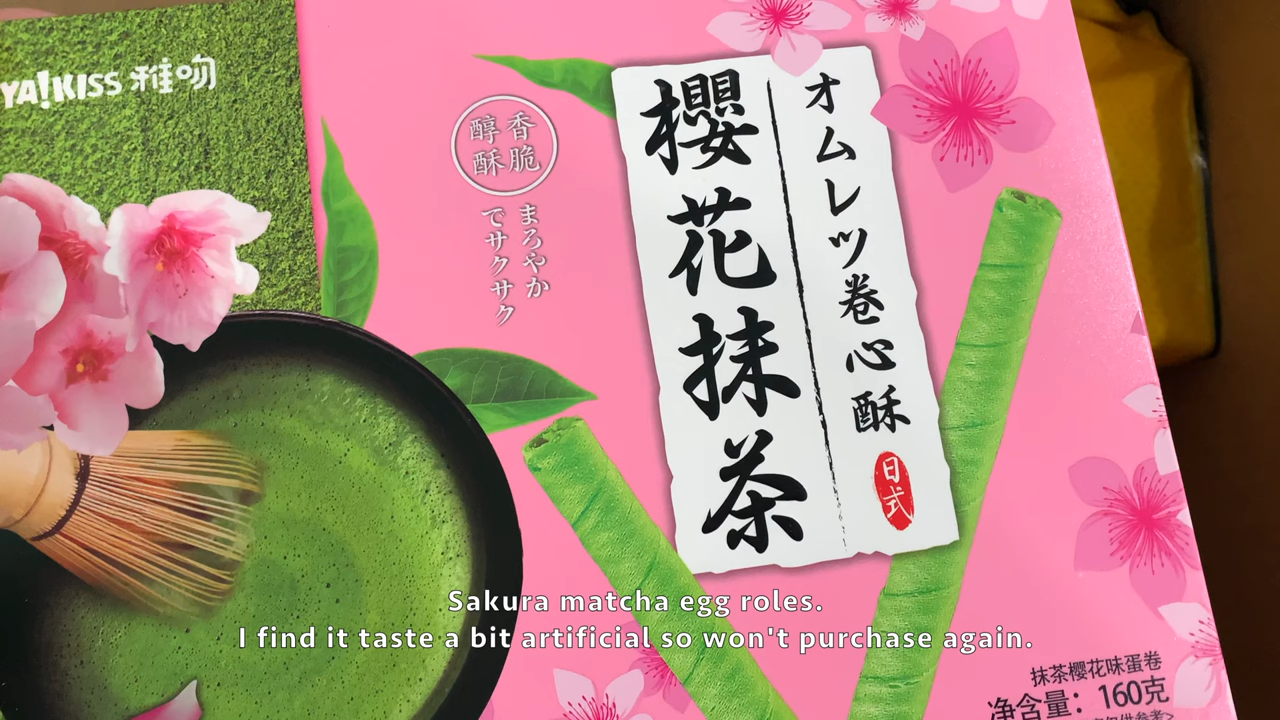 YA!KISS 雅吻
香脆
醇酥
まろやか
でサクサク
櫻花抹茶
オムレツ卷心酥
日式
Sakura matcha egg roles.
I find it taste a bit artificial so won't purchase again.
抹茶樱花味蛋卷
净含量：160克